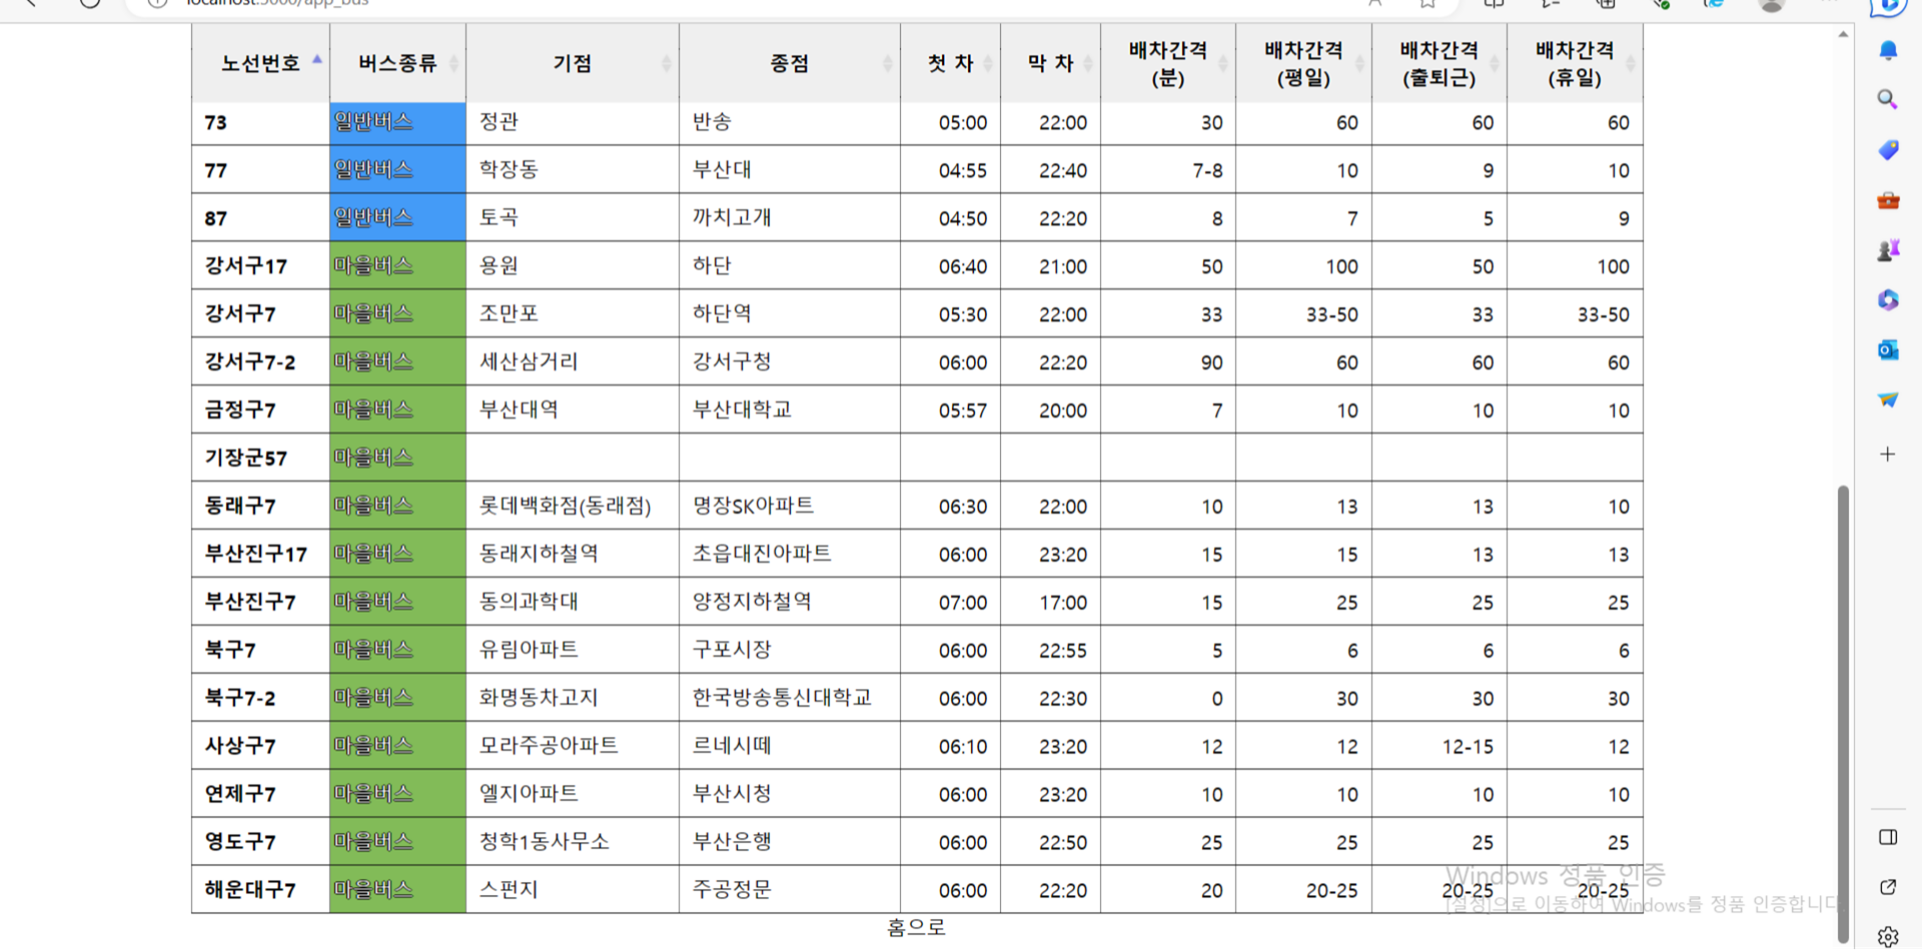 localhost:5000/app_bus
노선번호 버스종류 기점 종점 첫 차 막 차 배차간격(분) 배차간격(평일) 배차간격(출퇴근) 배차간격(휴일)
73 일반버스 정관 반송 05:00 22:00 30 60 60 60
77 일반버스 학장동 부산대 04:55 22:40 7-8 10 9 10
87 일반버스 토곡 까치고개 04:50 22:20 8 7 5 9
강서구17 마을버스 용원 하단 06:40 21:00 50 100 50 100
강서구7 마을버스 조만포 하단역 05:30 22:00 33 33-50 33 33-50
강서구7-2 마을버스 세산삼거리 강서구청 06:00 22:20 90 60 60 60
금정구7 마을버스 부산대역 부산대학교 05:57 20:00 7 10 10 10
기장군57 마을버스
동래구7 마을버스 롯데백화점(동래점) 명장SK아파트 06:30 22:00 10 13 13 10
부산진구17 마을버스 동래지하철역 초읍대진아파트 06:00 23:20 15 15 13 13
부산진구7 마을버스 동의과학대 양정지하철역 07:00 17:00 15 25 25 25
북구7 마을버스 유림아파트 구포시장 06:00 22:55 5 6 6 6
북구7-2 마을버스 화명동차고지 한국방송통신대학교 06:00 22:30 0 30 30 30
사상구7 마을버스 모라주공아파트 르네시떼 06:10 23:20 12 12 12-15 12
연제구7 마을버스 엘지아파트 부산시청 06:00 23:20 10 10 10 10
영도구7 마을버스 청학1동사무소 부산은행 06:00 22:50 25 25 25 25
해운대구7 마을버스 스펀지 주공정문 06:00 22:20 20 20-25 20-25 20-25
Windows 정품 인증
[설정]으로 이동하여 Windows를 정품 인증합니다.
홈으로